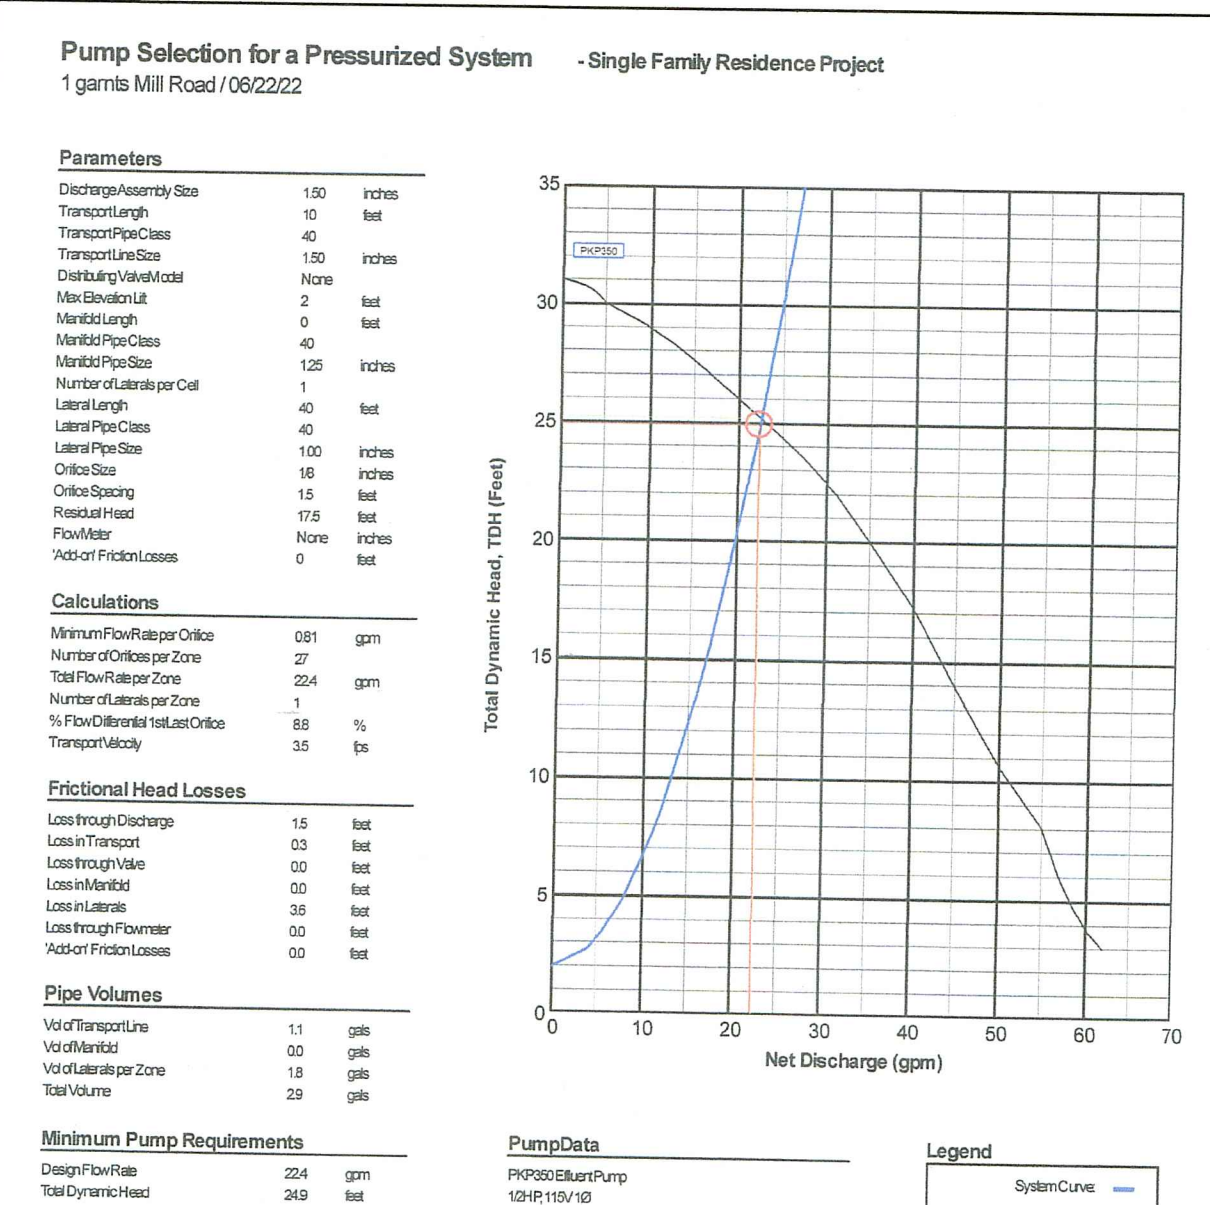 Pump Selection for a Pressurized System - Single Family Residence Project
1 garnts Mill Road / 06/22/22
Parameters
Discharge Assembly Size 1.50 inches
Transport Length 10 feet
Transport Pipe Class 40
Transport Line Size 1.50 inches
Distributing Valve Model None
Max Elevation Lift 2 feet
Manifold Length 0 feet
Manifold Pipe Class 40
Manifold Pipe Size 1.25 inches
Number of Laterals per Cell 1
Lateral Length 40 feet
Lateral Pipe Class 40
Lateral Pipe Size 1.00 inches
Orifice Size 1/8 inches
Orifice Spacing 1.5 feet
Residual Head 17.5 feet
Flow Meter None inches
'Add-on' Friction Losses 0 feet
Calculations
Minimum Flow Rate per Orifice 0.81 gpm
Number of Orifices per Zone 27
Total Flow Rate per Zone 22.4 gpm
Number of Laterals per Zone 1
% Flow Differential 1st/Last Orifice 8.8 %
Transport Velocity 3.5 fps
Frictional Head Losses
Loss through Discharge 1.5 feet
Loss in Transport 0.3 feet
Loss through Valve 0.0 feet
Loss in Manifold 0.0 feet
Loss in Laterals 3.6 feet
Loss through Flowmeter 0.0 feet
'Add-on' Friction Losses 0.0 feet
Pipe Volumes
Vol of Transport Line 1.1 gals
Vol of Manifold 0.0 gals
Vol of Laterals per Zone 1.8 gals
Total Volume 2.9 gals
Minimum Pump Requirements
Design Flow Rate 22.4 gpm
Total Dynamic Head 24.9 feet
35
30
25
20
15
10
5
0
PKP350
Total Dynamic Head, TDH (Feet)
0 10 20 30 40 50 60 70
Net Discharge (gpm)
PumpData
PKP350 Effluent Pump
1/2HP, 115V 1Ø
Legend
System Curve: